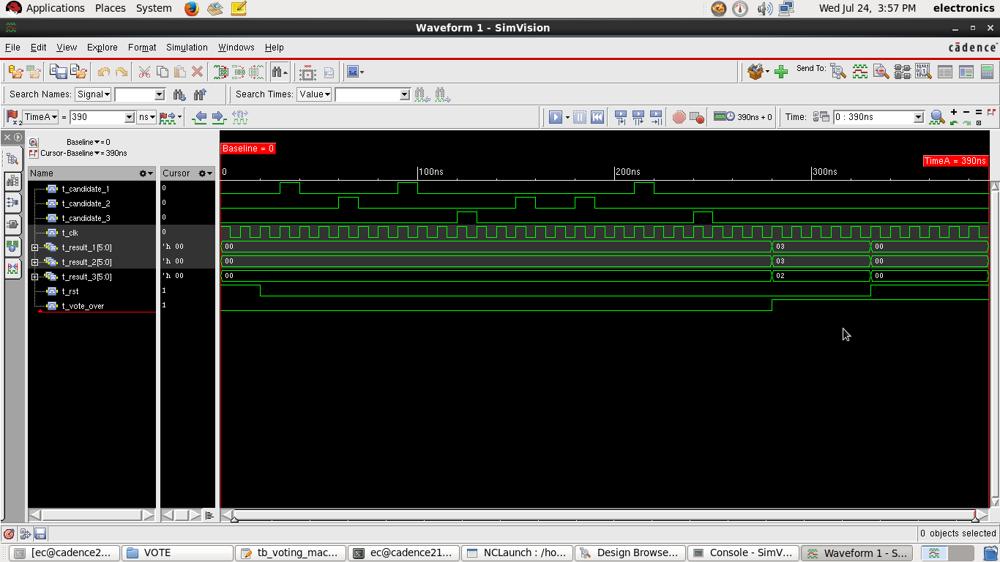 Applications Places System Wed Jul 24, 3:57 PM electronics
Waveform 1 - SimVision
File Edit View Explore Format Simulation Windows Help cādence
Send To:
Search Names: Signal Search Times: Value
TimeA = 390 ns 390ns + 0 Time: 0 : 390ns
Baseline = 0
Cursor-Baseline = 390ns
Baseline = 0
TimeA = 390ns
Name Cursor 0 100ns 200ns 300ns
t_candidate_1 0
t_candidate_2 0
t_candidate_3 0
t_clk 0
t_result_1[5:0] 'h 00 00 03 00
t_result_2[5:0] 'h 00 00 03 00
t_result_3[5:0] 'h 00 00 02 00
t_rst 1
t_vote_over 1
0 objects selected
[ec@cadence2... VOTE tb_voting_mac... ec@cadence21... NCLaunch : /ho... Design Browse... Console - SimV... Waveform 1 - S...